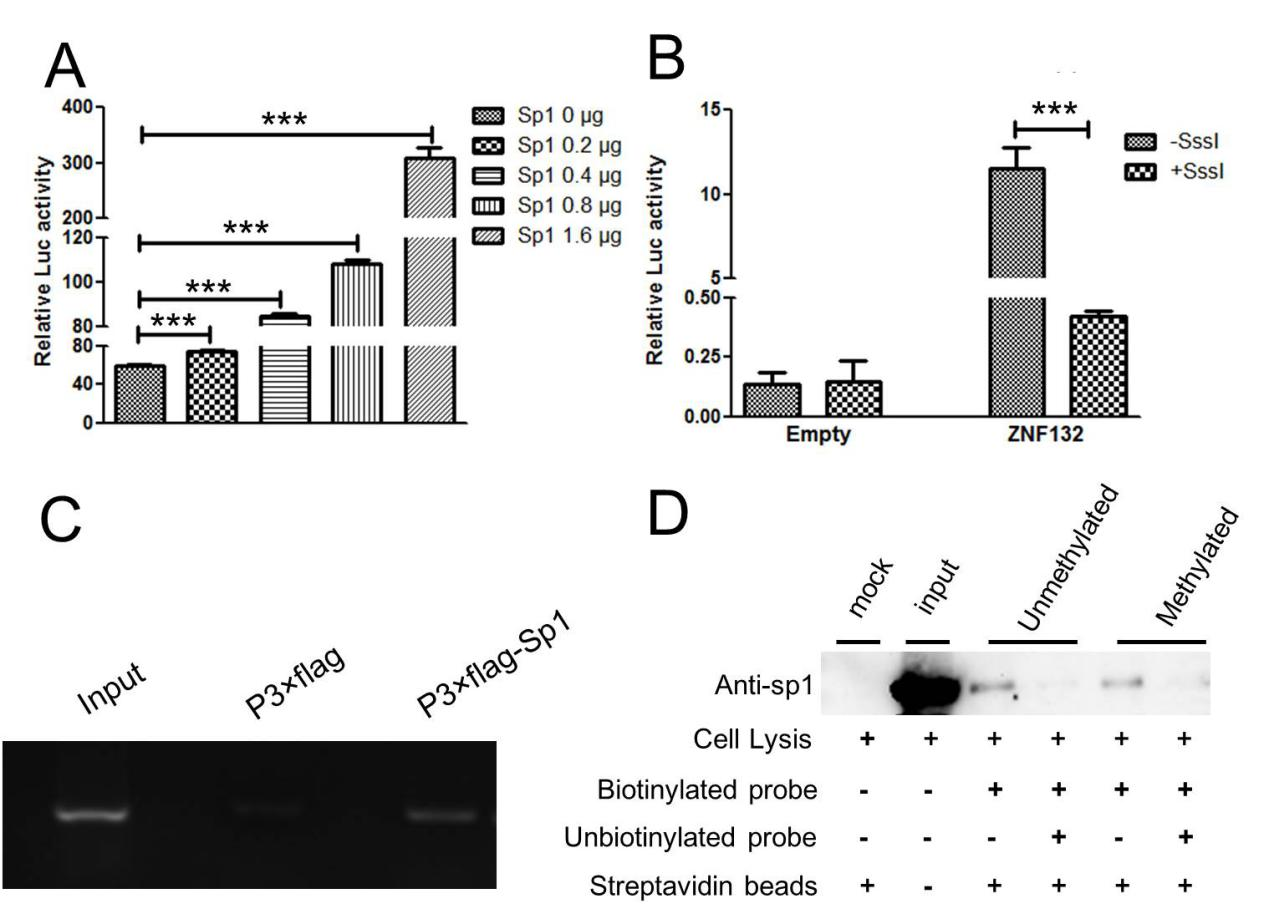 A
Relative Luc activity
400
300
200
120
100
80
80
40
0
***
***
***
***
Sp1 0 µg
Sp1 0.2 µg
Sp1 0.4 µg
Sp1 0.8 µg
Sp1 1.6 µg
B
Relative Luc activity
15
10
5
0.50
0.25
0.00
***
-SssI
+SssI
Empty ZNF132
C
Input P3×flag P3×flag-Sp1
D
mock input Unmethylated Methylated
Anti-sp1
Cell Lysis + + + + + +
Biotinylated probe - - + + + +
Unbiotinylated probe - - - + - +
Streptavidin beads + - + + + +